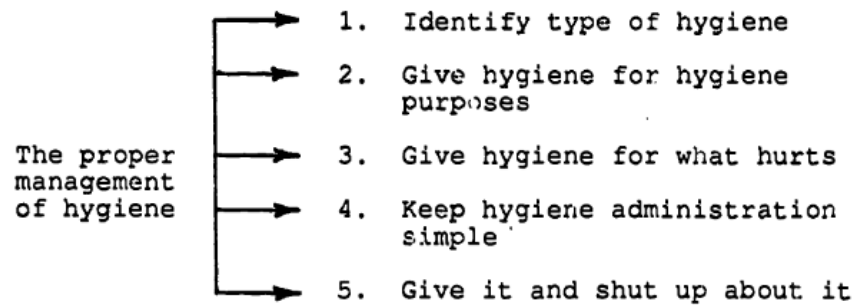 The proper
management
of hygiene
1. Identify type of hygiene
2. Give hygiene for hygiene
purposes
3. Give hygiene for what hurts
4. Keep hygiene administration
simple
5. Give it and shut up about it